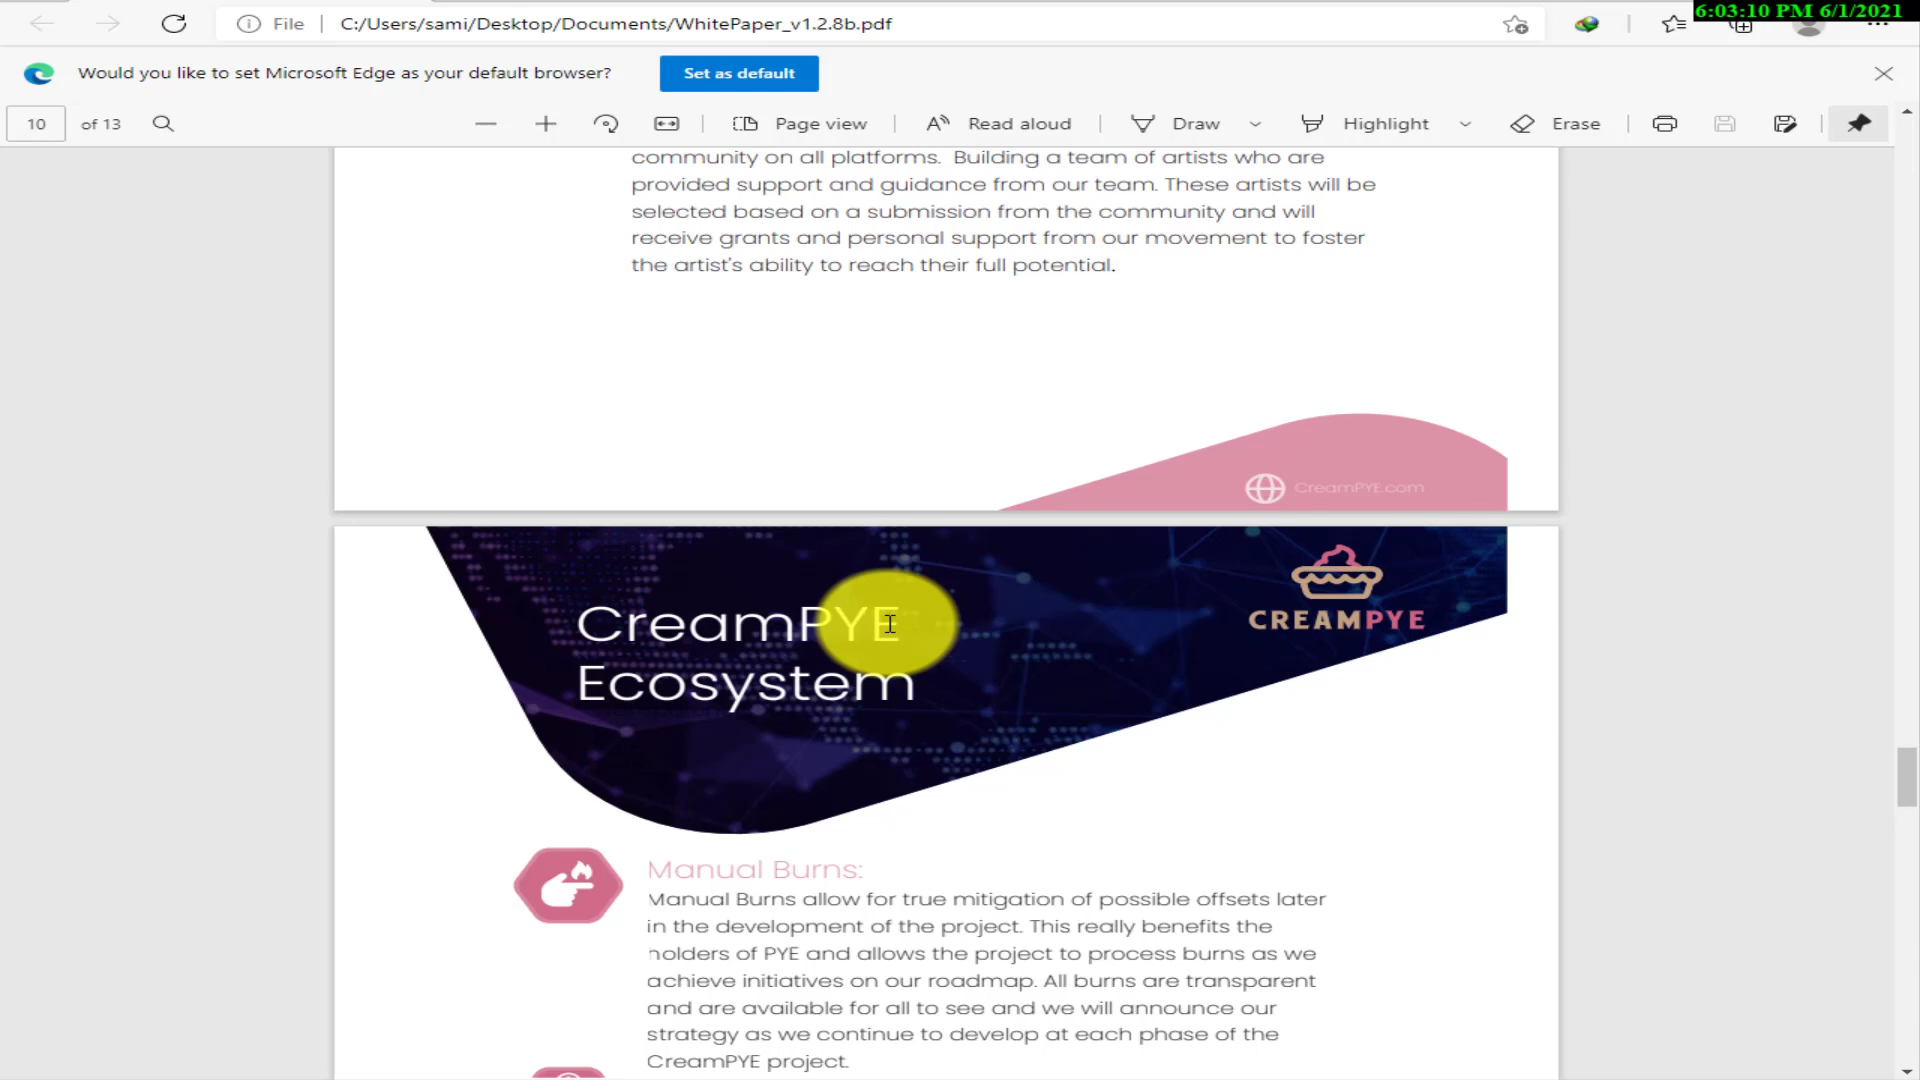 6:03:10 PM 6/1/2021
File
C:/Users/sami/Desktop/Documents/WhitePaper_v1.2.8b.pdf
Would you like to set Microsoft Edge as your default browser?
Set as default
10 of 13
Page view
Read aloud
Draw
Highlight
Erase
community on all platforms. Building a team of artists who are
provided support and guidance from our team. These artists will be
selected based on a submission from the community and will
receive grants and personal support from our movement to foster
the artist's ability to reach their full potential.
CreamPYE.com
CreamPYE
Ecosystem
CREAMPYE
Manual Burns:
Manual Burns allow for true mitigation of possible offsets later
in the development of the project. This really benefits the
holders of PYE and allows the project to process burns as we
achieve initiatives on our roadmap. All burns are transparent
and are available for all to see and we will announce our
strategy as we continue to develop at each phase of the
CreamPYE project.